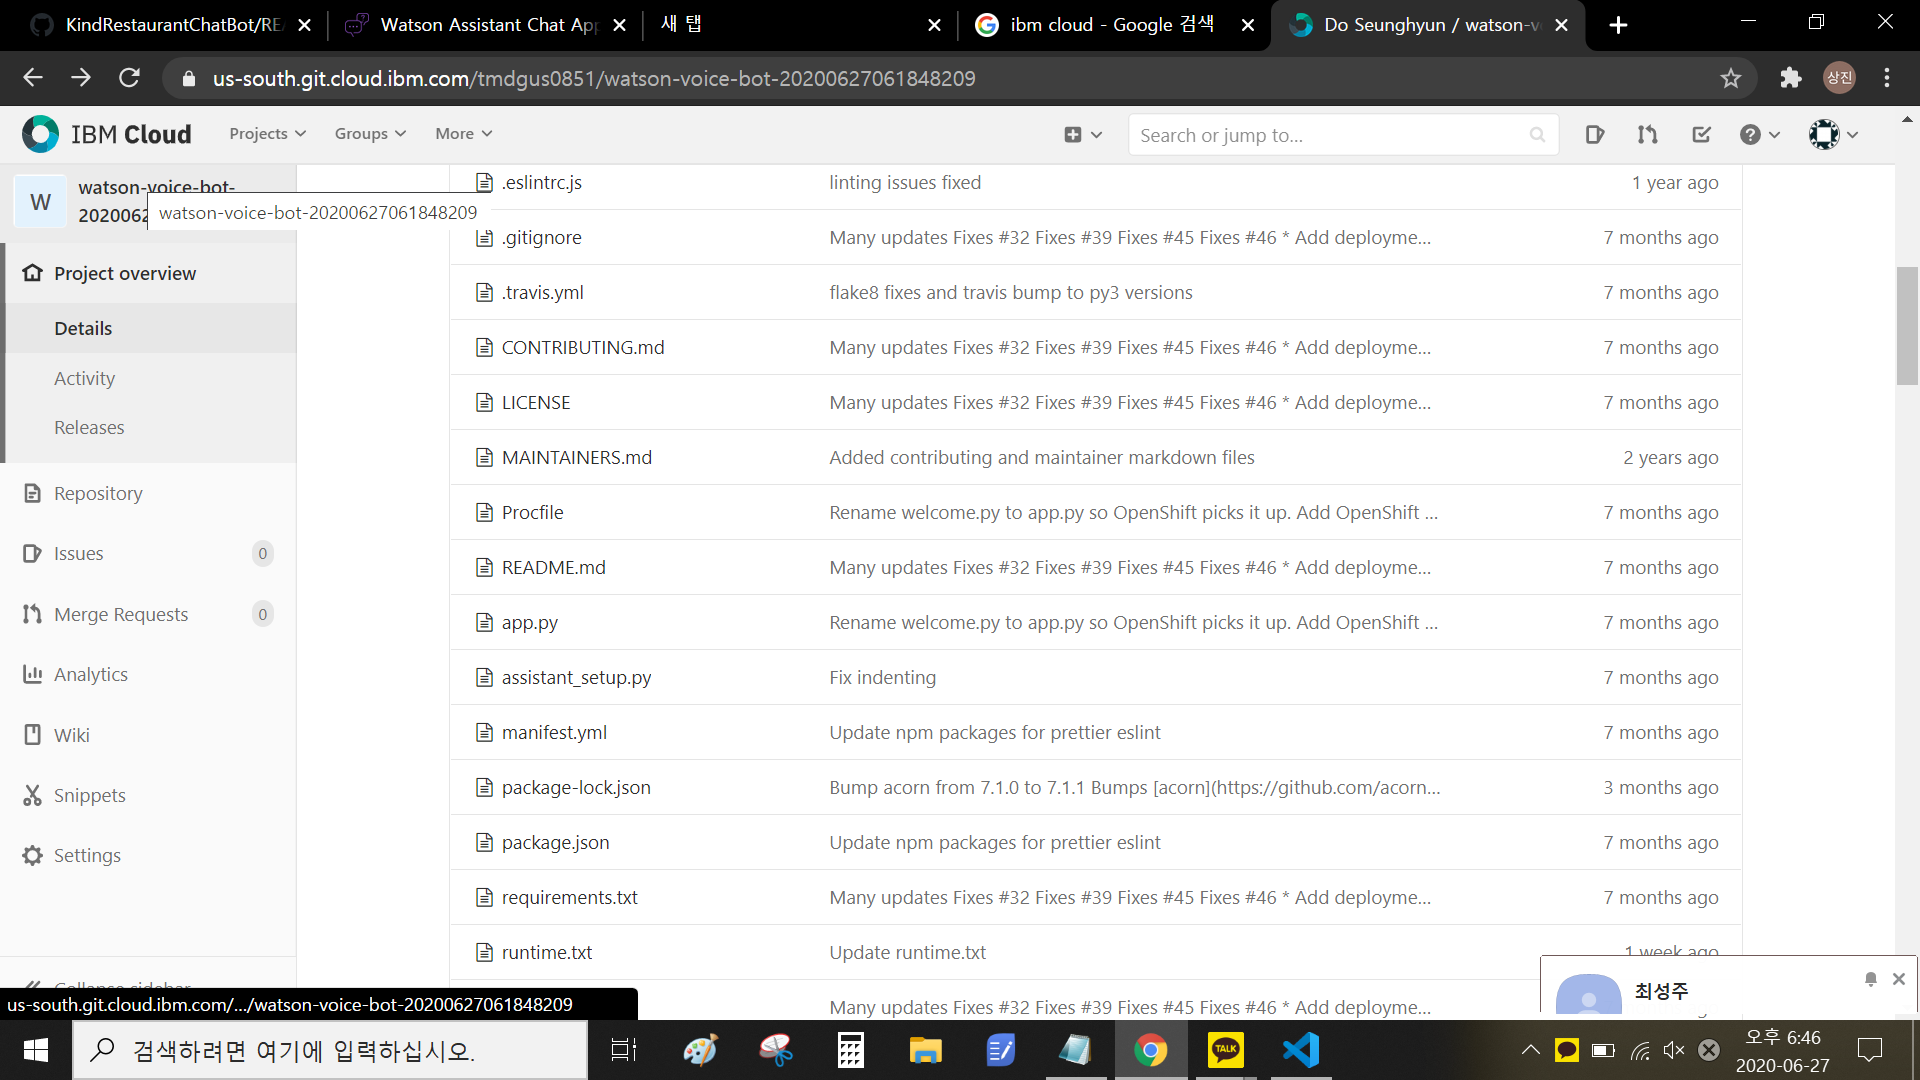 KindRestaurantChatBot/RE
Watson Assistant Chat App
새 탭
ibm cloud - Google 검색
Do Seunghyun / watson-v
us-south.git.cloud.ibm.com/tmdgus0851/watson-voice-bot-20200627061848209
상진
IBM Cloud
Projects
Groups
More
Search or jump to...
W
watson-voice-bot-
202006
watson-voice-bot-20200627061848209
Project overview
Details
Activity
Releases
Repository
Issues 0
Merge Requests 0
Analytics
Wiki
Snippets
Settings
Collapse sidebar
.eslintrc.js linting issues fixed 1 year ago
.gitignore Many updates Fixes #32 Fixes #39 Fixes #45 Fixes #46 * Add deployme... 7 months ago
.travis.yml flake8 fixes and travis bump to py3 versions 7 months ago
CONTRIBUTING.md Many updates Fixes #32 Fixes #39 Fixes #45 Fixes #46 * Add deployme... 7 months ago
LICENSE Many updates Fixes #32 Fixes #39 Fixes #45 Fixes #46 * Add deployme... 7 months ago
MAINTAINERS.md Added contributing and maintainer markdown files 2 years ago
Procfile Rename welcome.py to app.py so OpenShift picks it up. Add OpenShift ... 7 months ago
README.md Many updates Fixes #32 Fixes #39 Fixes #45 Fixes #46 * Add deployme... 7 months ago
app.py Rename welcome.py to app.py so OpenShift picks it up. Add OpenShift ... 7 months ago
assistant_setup.py Fix indenting 7 months ago
manifest.yml Update npm packages for prettier eslint 7 months ago
package-lock.json Bump acorn from 7.1.0 to 7.1.1 Bumps [acorn](https://github.com/acorn... 3 months ago
package.json Update npm packages for prettier eslint 7 months ago
requirements.txt Many updates Fixes #32 Fixes #39 Fixes #45 Fixes #46 * Add deployme... 7 months ago
runtime.txt Update runtime.txt 1 week ago
Many updates Fixes #32 Fixes #39 Fixes #45 Fixes #46 * Add deployme...
최성주
us-south.git.cloud.ibm.com/.../watson-voice-bot-20200627061848209
검색하려면 여기에 입력하십시오.
TALK
오후 6:46
2020-06-27